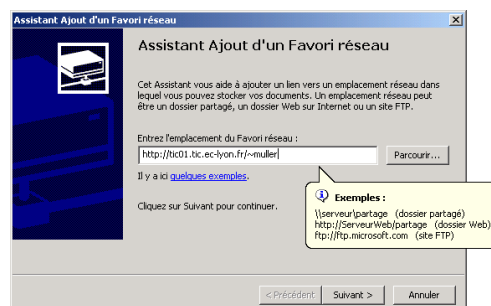 Assistant Ajout d'un Favori réseau
Assistant Ajout d'un Favori réseau
Cet Assistant vous aide à ajouter un lien vers un emplacement réseau dans
lequel vous pouvez stocker vos documents. Un emplacement réseau peut
être un dossier partagé, un dossier Web sur Internet ou un site FTP.
Entrez l'emplacement du Favori réseau :
http://tic01.tic.ec-lyon.fr/~muller
Parcourir...
Il y a ici quelques exemples.
Cliquez sur Suivant pour continuer.
Exemples :
\\serveur\partage (dossier partagé)
http://ServeurWeb/partage (dossier Web)
ftp://ftp.microsoft.com (site FTP)
< Précédent
Suivant >
Annuler